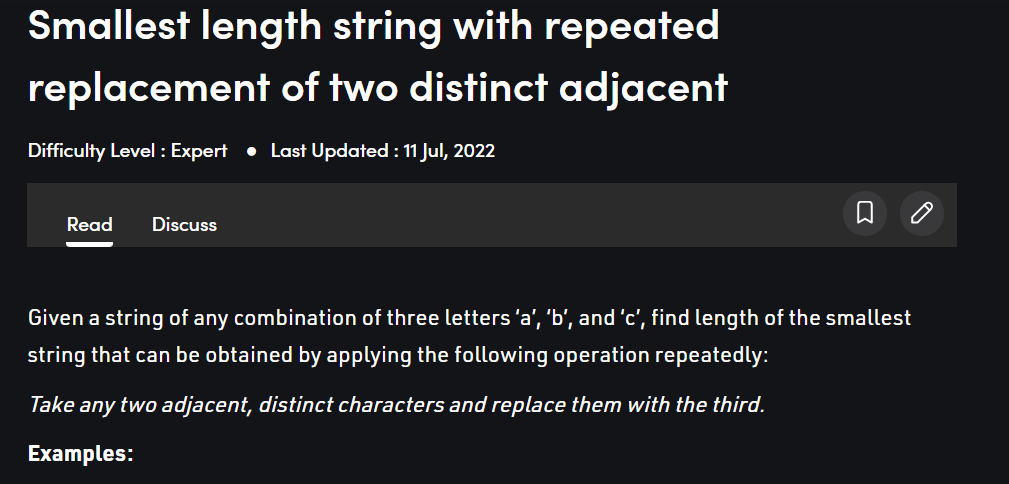 Smallest length string with repeated
replacement of two distinct adjacent
Difficulty Level : Expert ● Last Updated : 11 Jul, 2022
Read Discuss
Given a string of any combination of three letters ‘a’, ‘b’, and ‘c’, find length of the smallest
string that can be obtained by applying the following operation repeatedly:
Take any two adjacent, distinct characters and replace them with the third.
Examples: